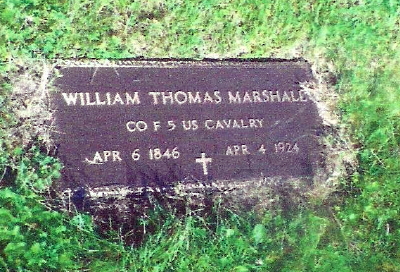 WILLIAM THOMAS MARSHALL
CO F 5 US CAVALRY
APR 6 1846 APR 4 1924